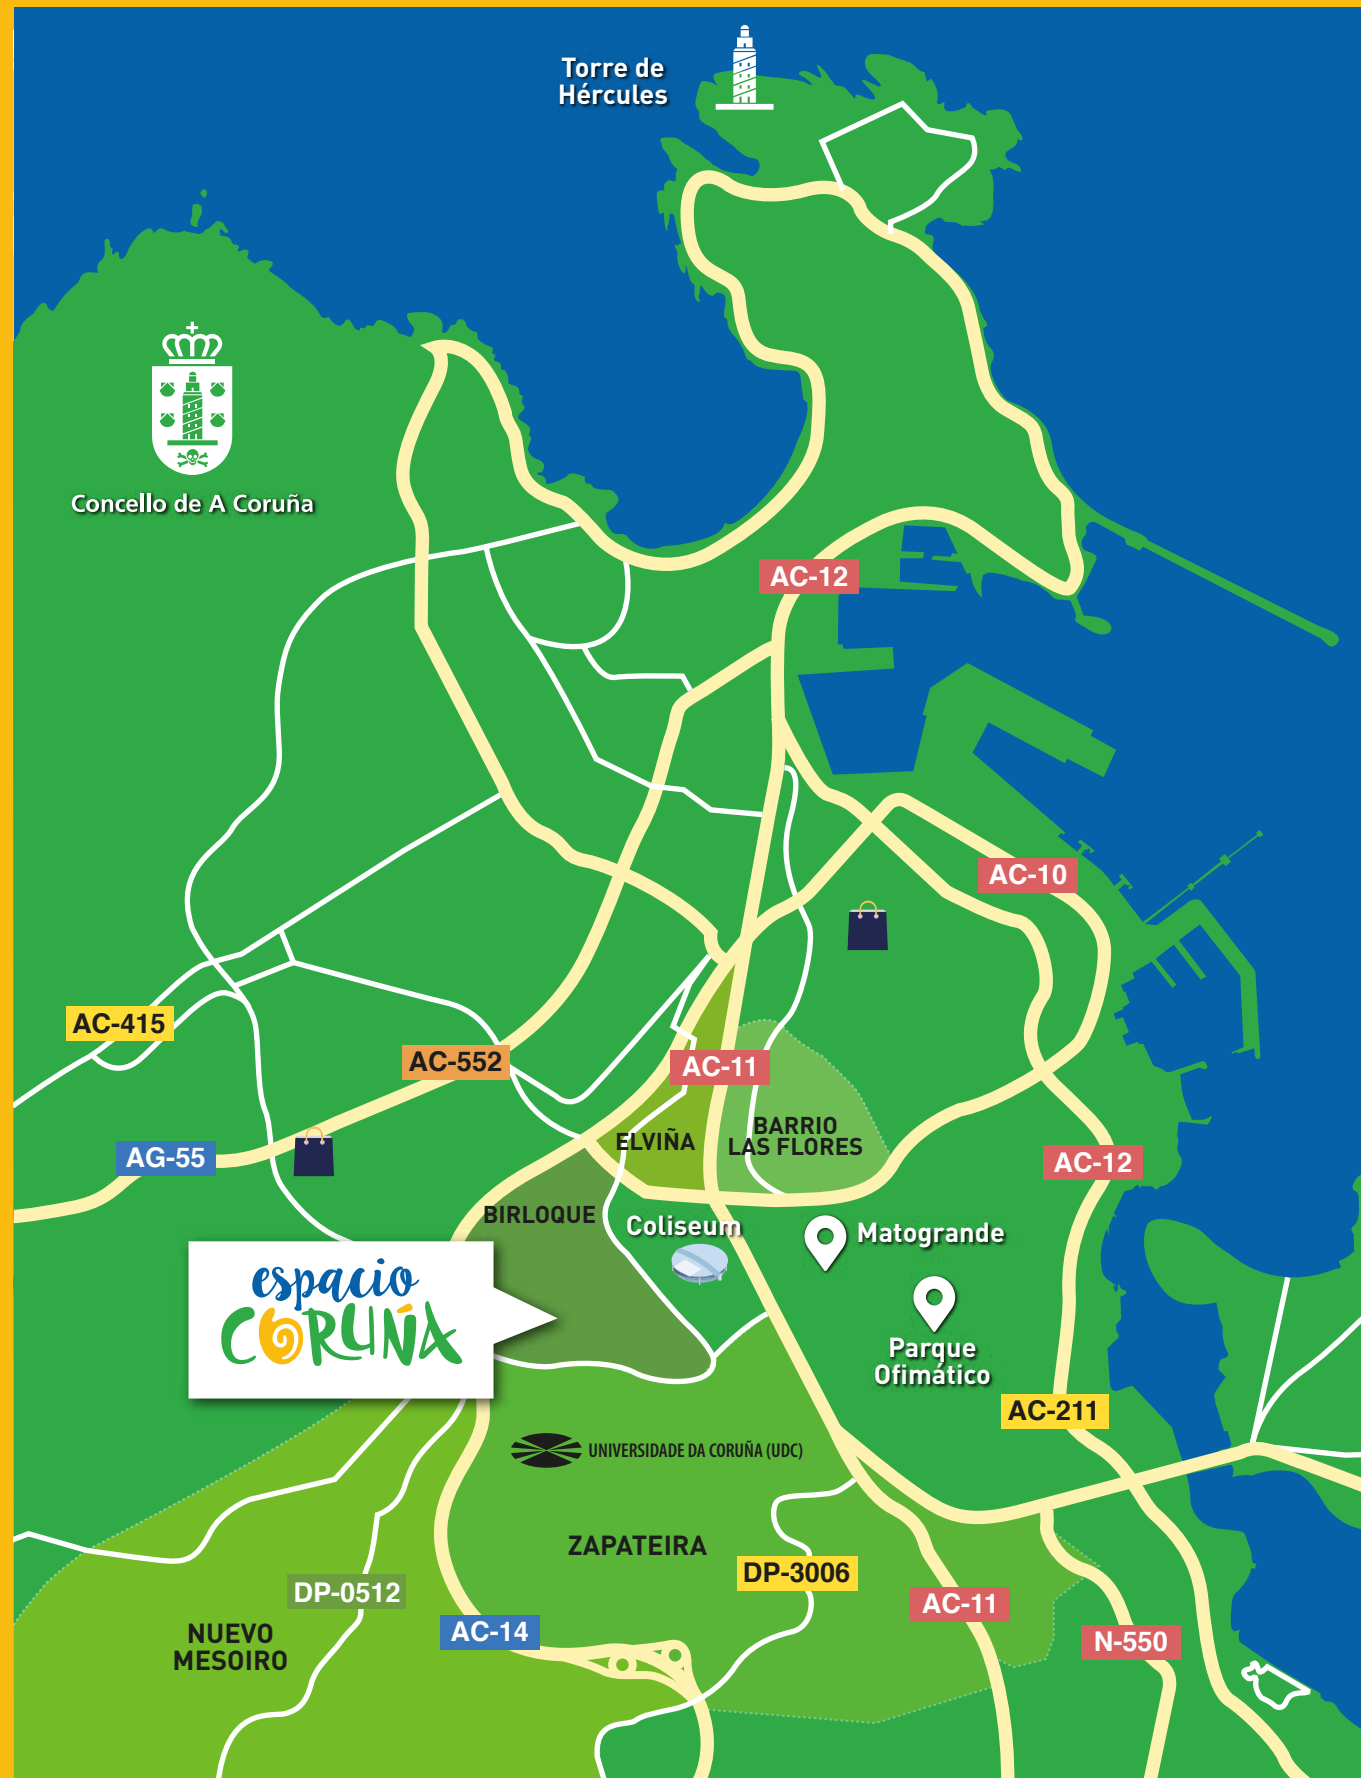 Torre de
Hércules
Concello de A Coruña
AC-12
AC-10
AC-415
AC-552
AC-11
BARRIO
LAS FLORES
ELVIÑA
AG-55
AC-12
BIRLOQUE
Coliseum
Matogrande
espacio
CORUÑA
Parque
Ofimático
AC-211
UNIVERSIDADE DA CORUÑA (UDC)
ZAPATEIRA
DP-3006
DP-0512
AC-11
NUEVO
MESOIRO
AC-14
N-550